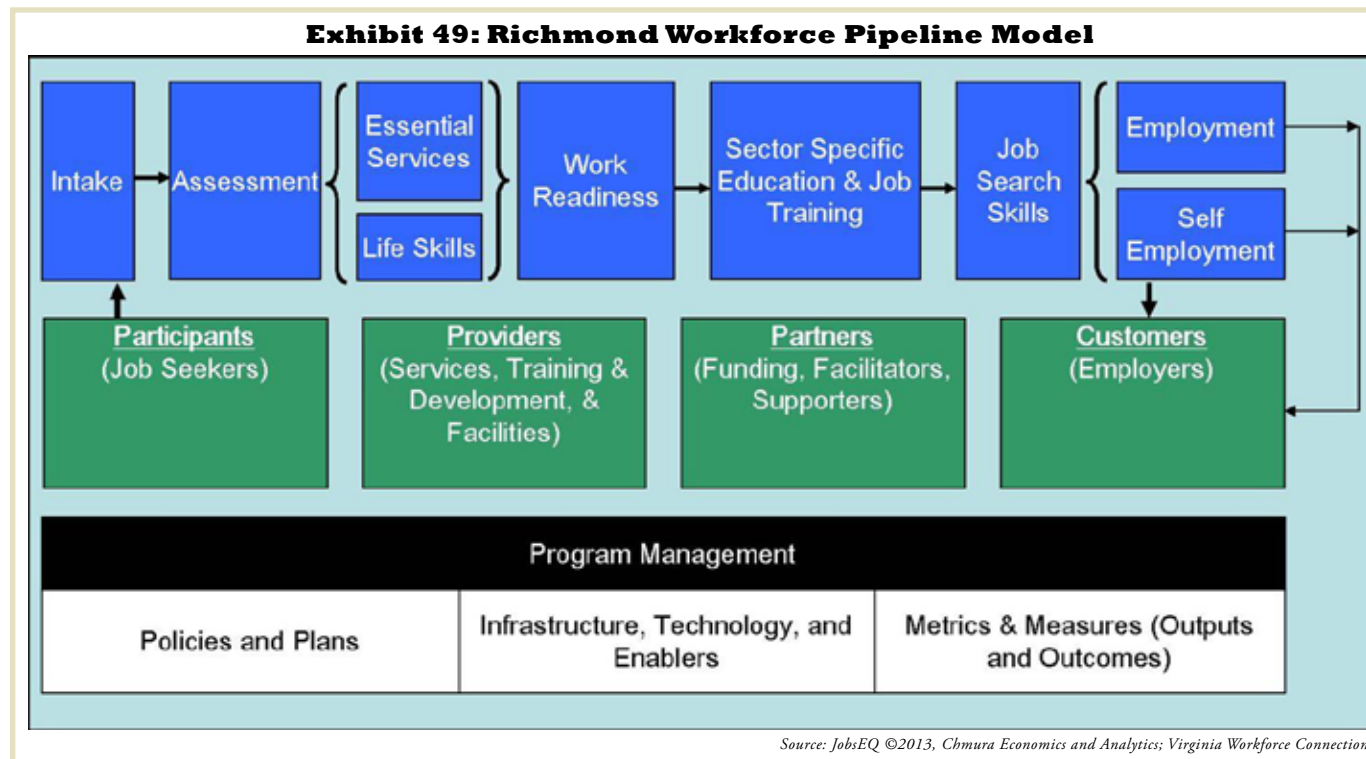 Exhibit 49: Richmond Workforce Pipeline Model
Intake
Assessment
Essential
Services
Life Skills
Work
Readiness
Sector Specific
Education & Job
Training
Job
Search
Skills
Employment
Self
Employment
Participants
(Job Seekers)
Providers
(Services, Training &
Development, &
Facilities)
Partners
(Funding, Facilitators,
Supporters)
Customers
(Employers)
Program Management
Policies and Plans
Infrastructure, Technology, and
Enablers
Metrics & Measures (Outputs
and Outcomes)
Source: JobsEQ ©2013, Chmura Economics and Analytics; Virginia Workforce Connection